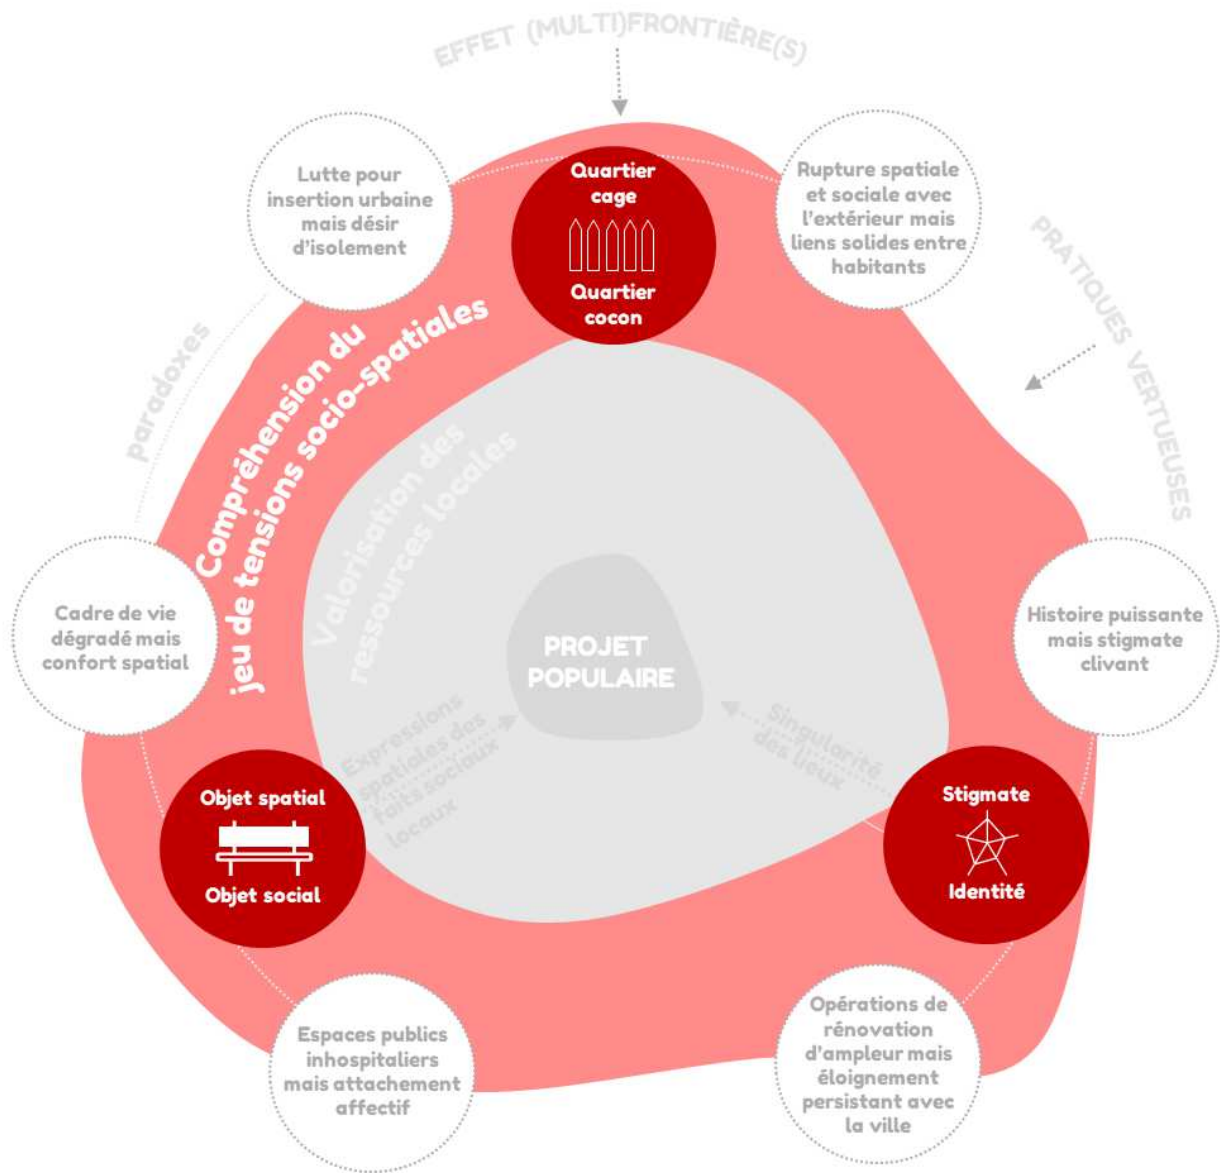 EFFET (MULTI)FRONTIÈRE(S)
Lutte pour
insertion urbaine
mais désir
d'isolement
Quartier
cage
Quartier
cocon
Rupture spatiale
et sociale avec
l'extérieur mais
liens solides entre
habitants
PRATIQUES VERTUEUSES
paradoxes
Compréhension du
jeu de tensions socio-spatiales
Valorisation des
ressources locales
Cadre de vie
dégradé mais
confort spatial
PROJET
POPULAIRE
Histoire puissante
mais stigmate
clivant
Expressions
spatiales des
faits sociaux
locaux
Singularité
des lieux
Objet spatial
Objet social
Stigmate
Identité
Espaces publics
inhospitaliers
mais attachement
affectif
Opérations de
rénovation
d'ampleur mais
éloignement
persistant avec
la ville